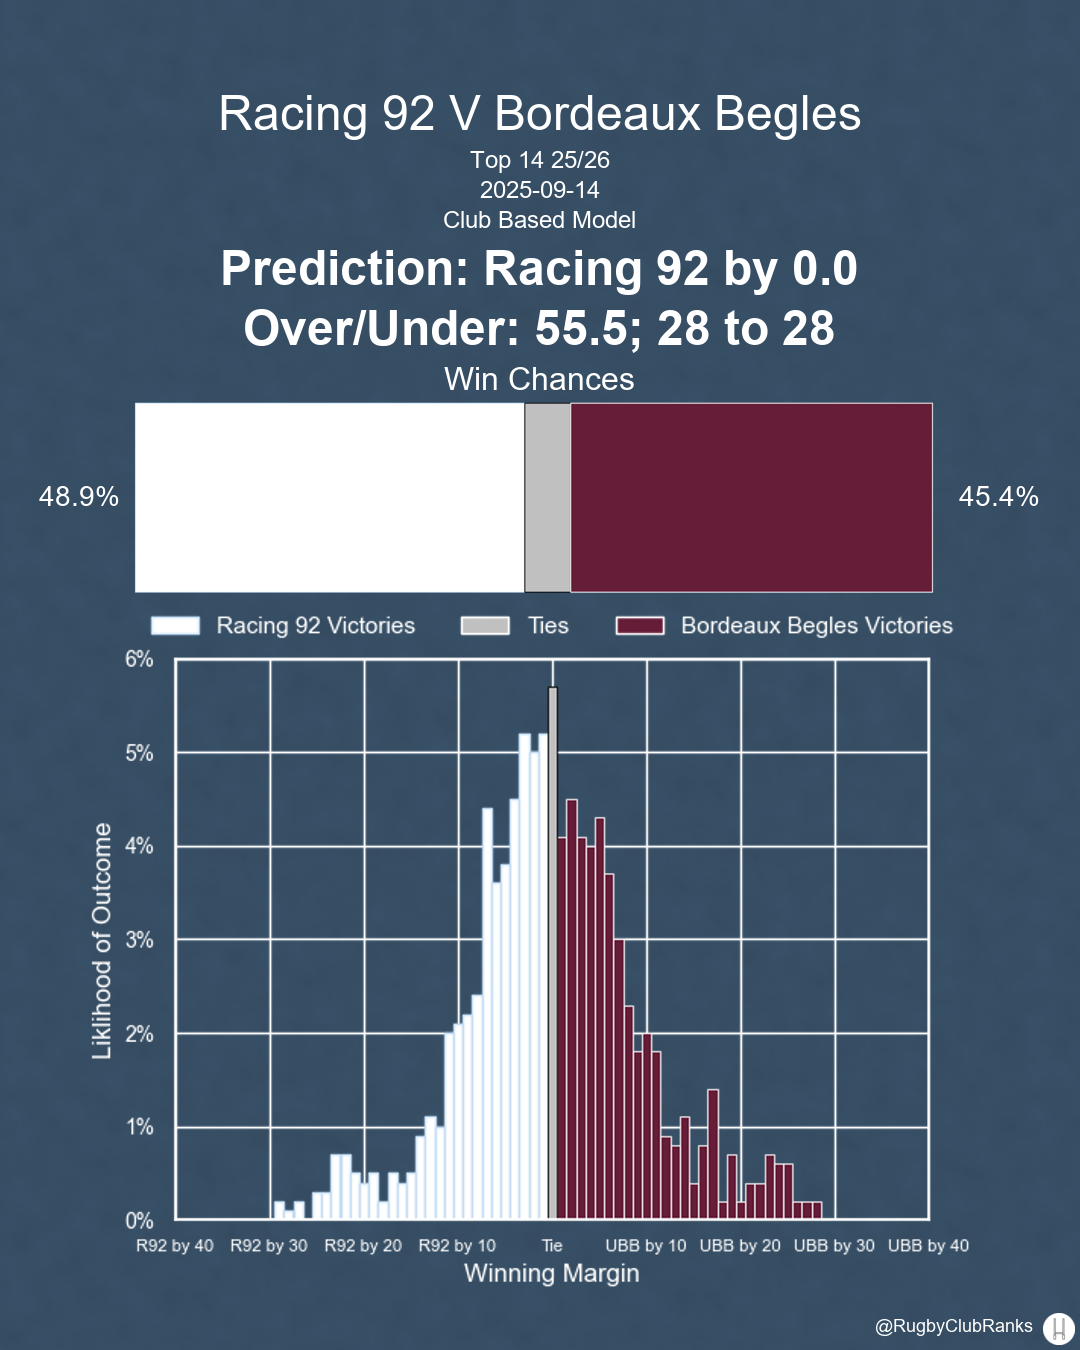 Racing 92 V Bordeaux Begles
Top 14 25/26
2025-09-14
Club Based Model
Prediction: Racing 92 by 0.0
Over/Under: 55.5; 28 to 28
Win Chances
48.9%
45.4%
Racing 92 Victories
Ties
Bordeaux Begles Victories
6%
5%
4%
3%
2%
1%
0%
Liklihood of Outcome
R92 by 40
R92 by 30
R92 by 20
R92 by 10
Tie
UBB by 10
UBB by 20
UBB by 30
UBB by 40
Winning Margin
@RugbyClubRanks